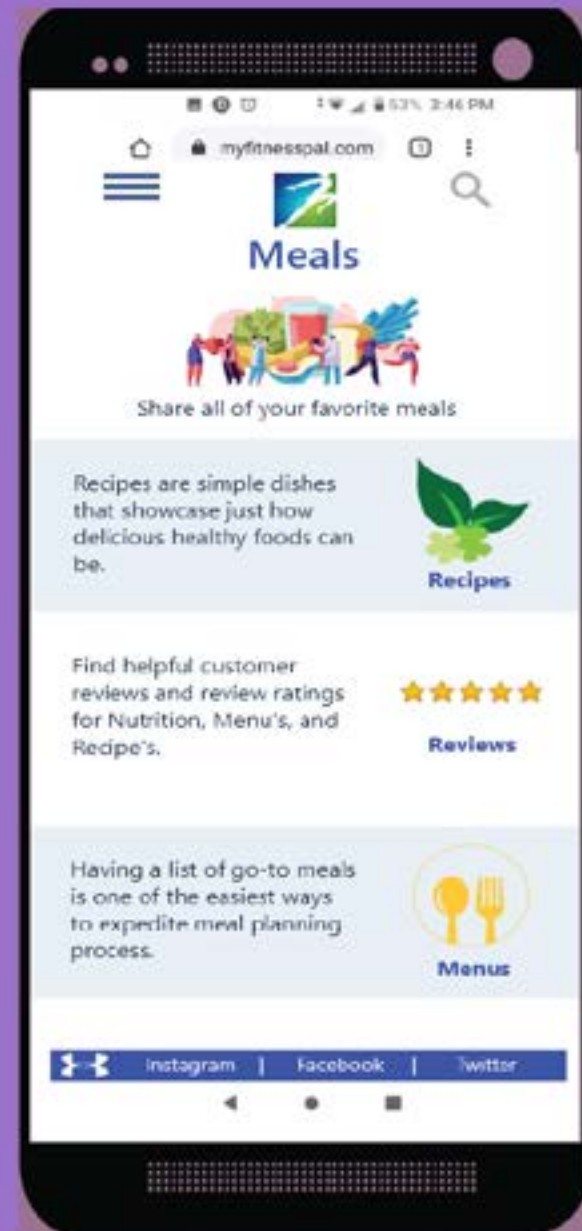 53% 3:46 PM
myfitnesspal.com
1
Meals
Share all of your favorite meals
Recipes are simple dishes
that showcase just how
delicious healthy foods can
be.
Recipes
Find helpful customer
reviews and review ratings
for Nutrition, Menu's, and
Recipe's.
Reviews
Having a list of go-to meals
is one of the easiest ways
to expedite meal planning
process.
Menus
Instagram | Facebook | Twitter